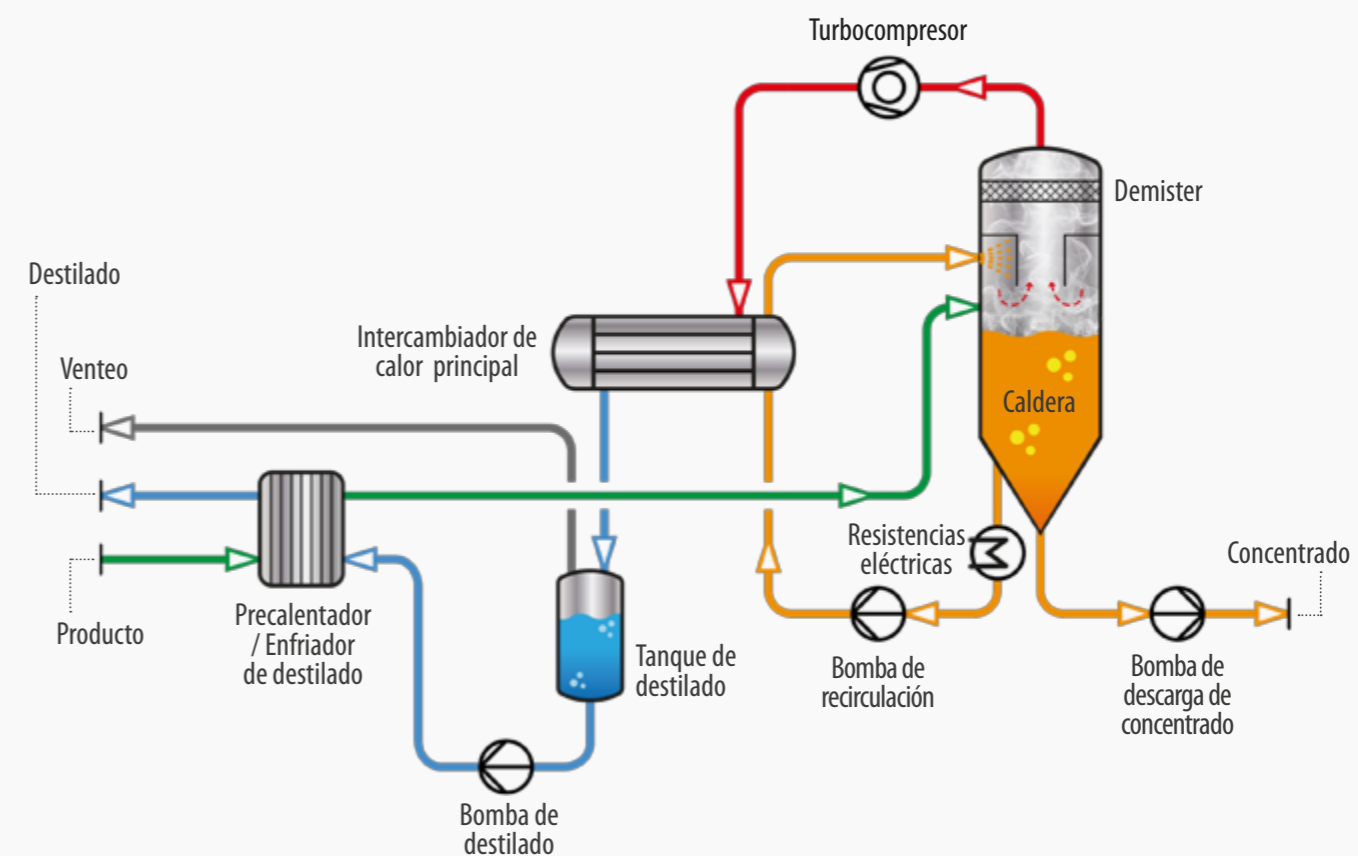 Turbocompresor
Demister
Destilado
Intercambiador de
calor principal
Venteo
Caldera
Resistencias
eléctricas
Concentrado
Producto
Precalentador
/ Enfriador
de destilado
Tanque de
destilado
Bomba de
recirculación
Bomba de
descarga de
concentrado
Bomba de
destilado